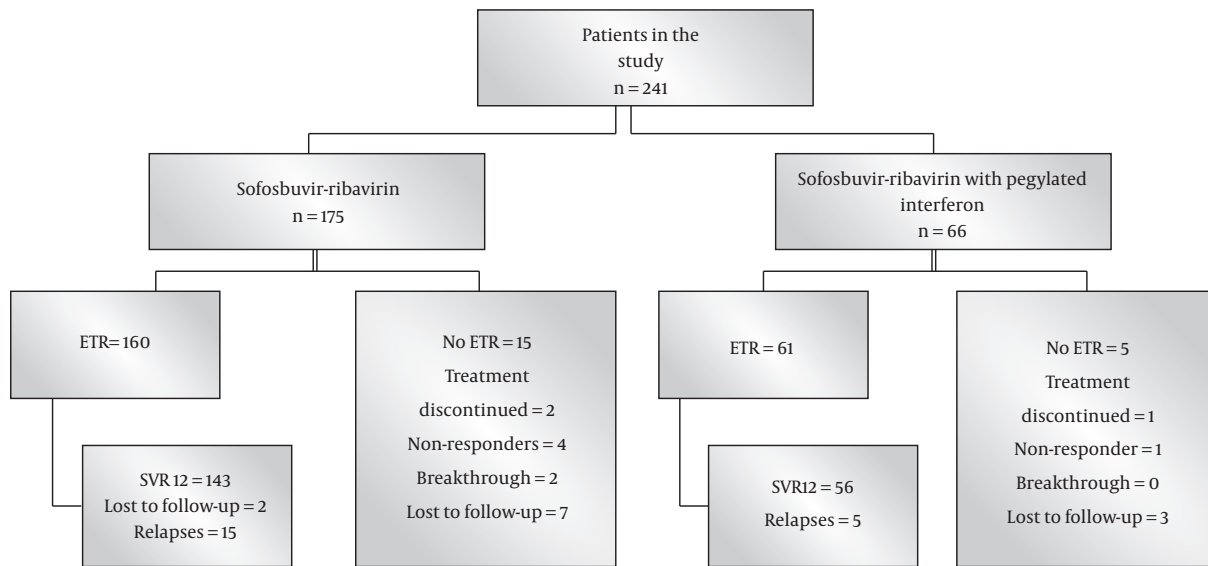 Patients in the
study
n = 241
Sofosbuvir-ribavirin
n = 175
Sofosbuvir-ribavirin with pegylated
interferon
n = 66
ETR= 160
No ETR = 15
Treatment
discontinued = 2
Non-responders = 4
Breakthrough = 2
Lost to follow-up = 7
ETR = 61
No ETR = 5
Treatment
discontinued = 1
Non-responder = 1
Breakthrough = 0
Lost to follow-up = 3
SVR 12 = 143
Lost to follow-up = 2
Relapses = 15
SVR12 = 56
Relapses = 5